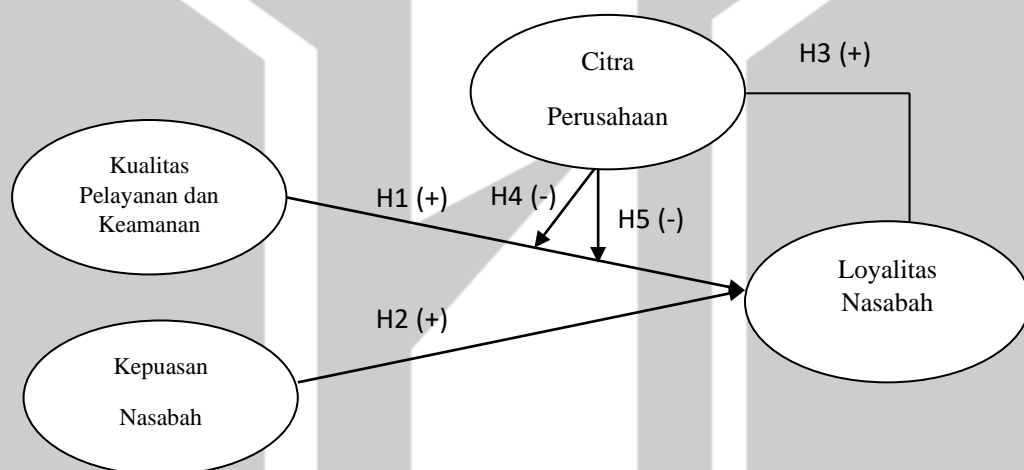 Citra
Perusahaan
H3 (+)
Kualitas
Pelayanan dan
Keamanan
H1 (+)
H4 (-)
H5 (-)
Loyalitas
Nasabah
H2 (+)
Kepuasan
Nasabah